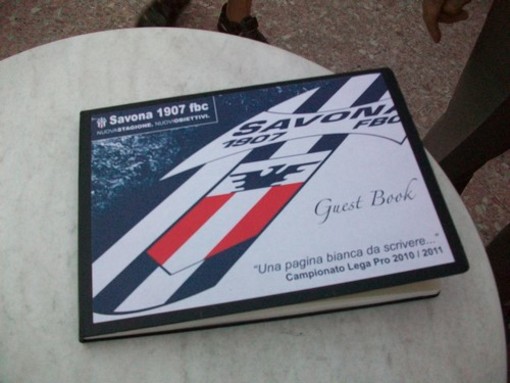 Savona 1907 fbc
NUOVASTAGIONE. NUOVIOBIETTIVI.
SAVONA
1907 FBC
Guest Book
"Una pagina bianca da scrivere..."
Campionato Lega Pro 2010 / 2011